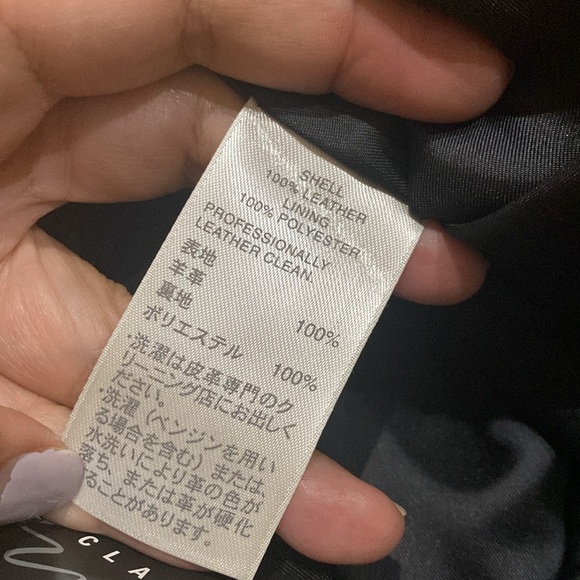 SHELL
100% LEATHER
LINING
100% POLYESTER
PROFESSIONALLY
LEATHER CLEAN.
表地
羊革 100%
裏地
ポリエステル 100%
・洗濯は皮革専門のク
リーニング店にお出しく
ださい。
・洗濯（ベンジンを用い
る場合を含む）または、
水洗いにより革の色が
落ち、または革が硬化
ることがあります。
CLA